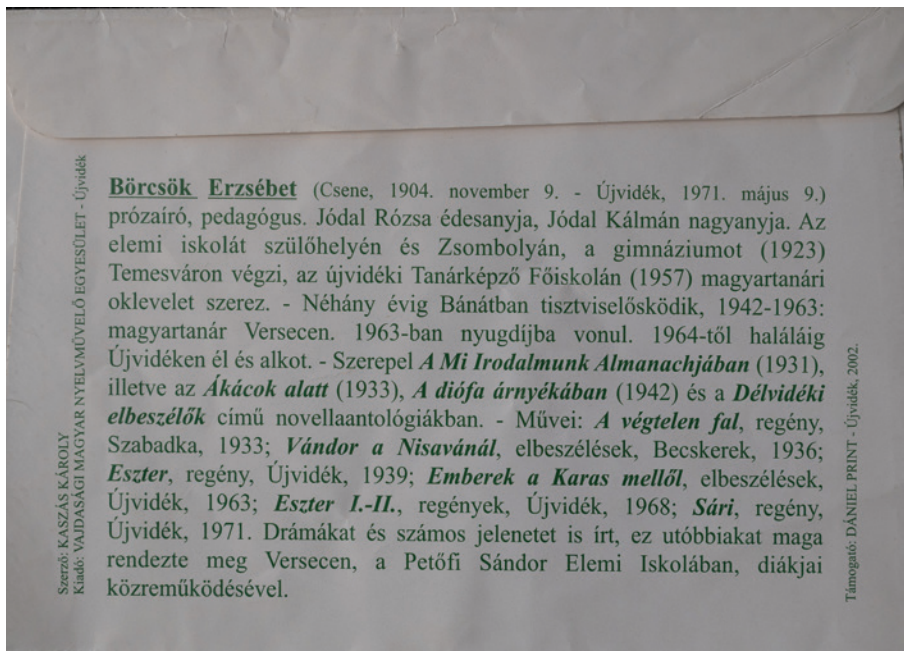 Börcsök Erzsébet (Csene, 1904. november 9. - Újvidék, 1971. május 9.)
prózaíró, pedagógus. Jódal Rózsa édesanyja, Jódal Kálmán nagyanyja. Az
elemi iskolát szülőhelyén és Zsombolyán, a gimnáziumot (1923)
Temesváron végzi, az újvidéki Tanárképző Főiskolán (1957) magyartanári
oklevelet szerez. - Néhány évig Bánátban tisztviselősködik, 1942-1963:
magyartanár Versecen. 1963-ban nyugdíjba vonul. 1964-től haláláig
Újvidéken él és alkot. - Szerepel A Mi Irodalmunk Almanachjában (1931),
illetve az Ákácok alatt (1933), A diófa árnyékában (1942) és a Délvidéki
elbeszélők című novellaantológiákban. - Művei: A végtelen fal, regény,
Szabadka, 1933; Vándor a Nisavánál, elbeszélések, Becskerek, 1936;
Eszter, regény, Újvidék, 1939; Emberek a Karas mellől, elbeszélések,
Újvidék, 1963; Eszter I.-II., regények, Újvidék, 1968; Sári, regény,
Újvidék, 1971. Drámákat és számos jelenetet is írt, ez utóbbiakat maga
rendezte meg Versecen, a Petőfi Sándor Elemi Iskolában, diákjai
közreműködésével.
Szerző: KASZÁS KÁROLY
Kiadó: VAJDASÁGI MAGYAR NYELVMŰVELŐ EGYESÜLET - Újvidék
Támogató: DÁNIEL PRINT - Újvidék, 2002.